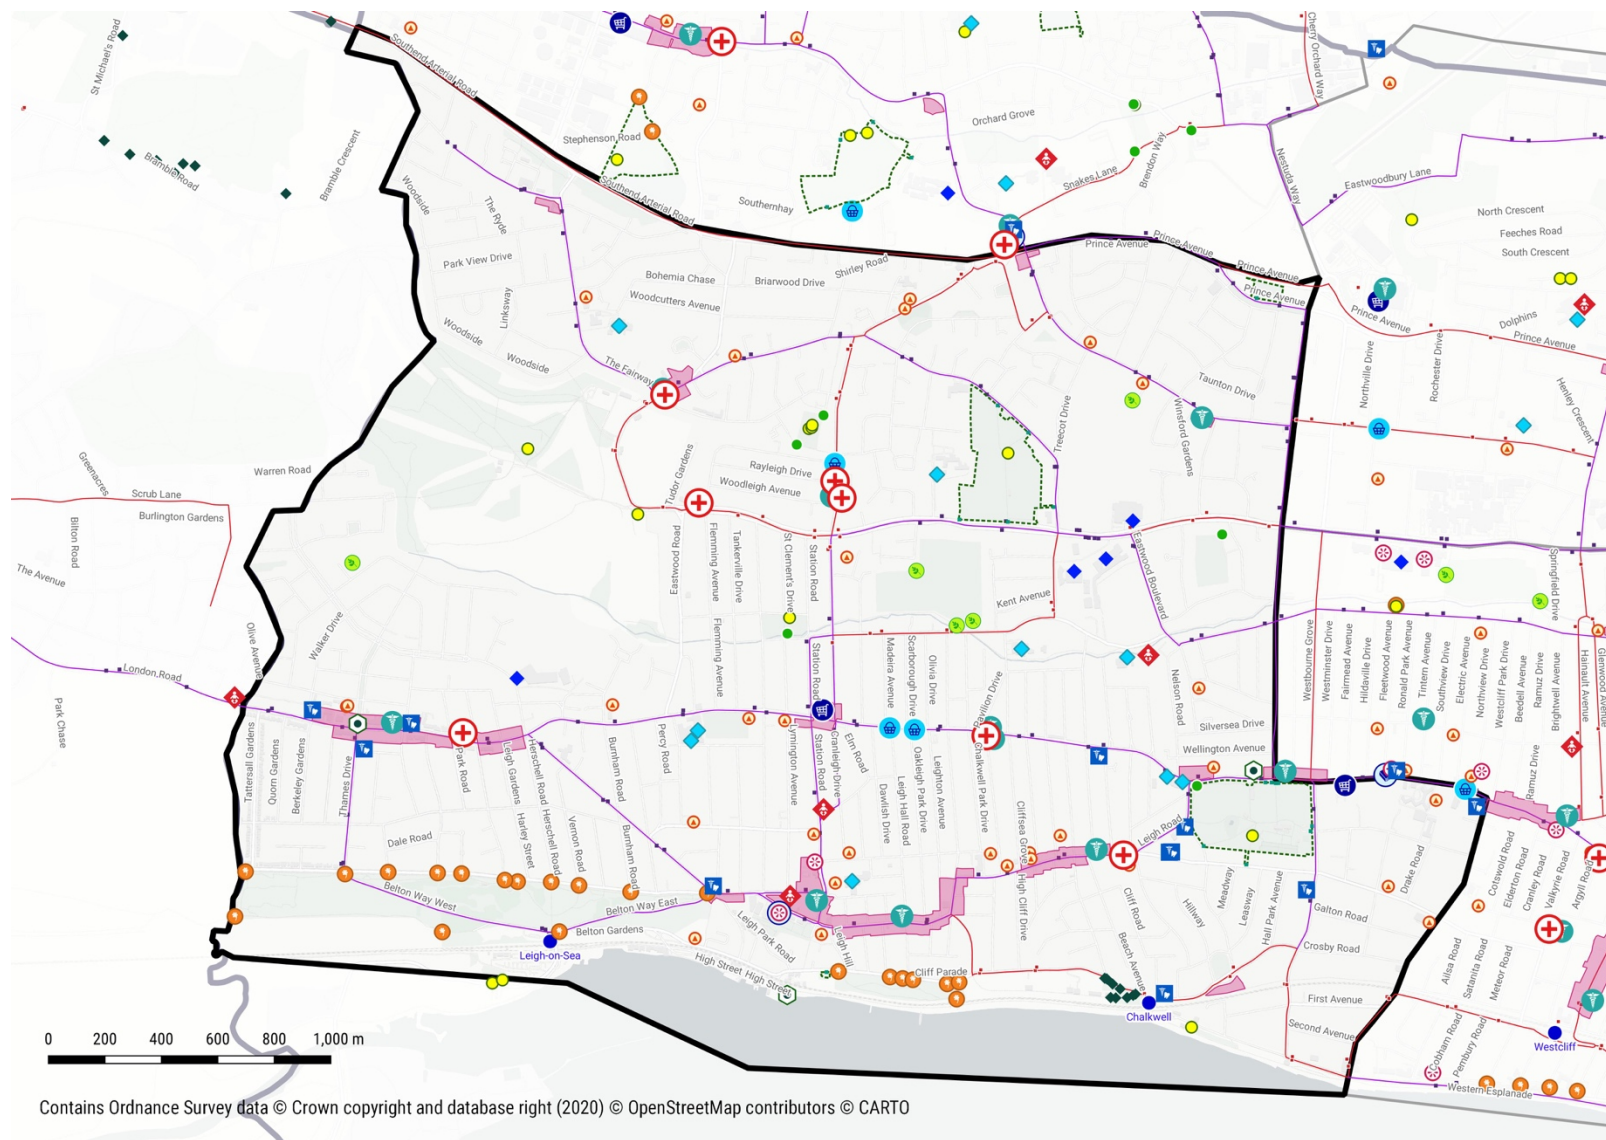 St Michael's Road
Southend Arterial Road
Cherry Orchard Way
Bramble Road
Bramble Crescent
Stephenson Road
Orchard Grove
Brendon Way
Snakes Lane
Nestuda Way
Eastwoodbury Lane
Woodside
The Ryde
Southend Arterial Road
Southernhay
North Crescent
Feeches Road
South Crescent
Prince Avenue
Prince Avenue
Prince Avenue
Prince Avenue
Park View Drive
Bohemia Chase
Woodcutters Avenue
Briarwood Drive
Shirley Road
Linksway
Prince Avenue
Dolphins
Prince Avenue
Woodside
Woodside
The Fairway
Taunton Drive
Northville Drive
Rochester Drive
Henley Crescent
Treecot Drive
Winsford Gardens
Greenacres
Warren Road
Scrub Lane
Burlington Gardens
Tudor Gardens
Rayleigh Drive
Woodleigh Avenue
Bilton Road
The Avenue
Eastwood Road
Flemming Avenue
Tankerville Drive
St Clement's Drive
Station Road
Eastwood Boulevard
Springfield Drive
Kent Avenue
Walker Drive
Olive Avenue
London Road
Flemming Avenue
Station Road
Madeira Avenue
Scarborough Drive
Olivia Drive
Pavilion Drive
Nelson Road
Westbourne Grove
Westminster Drive
Fairmead Avenue
Hildaville Drive
Fleetwood Avenue
Ronald Park Avenue
Tintern Avenue
Southview Drive
Electric Avenue
Northview Drive
Westcliff Park Drive
Beedell Avenue
Ramuz Drive
Brightwell Avenue
Hainault Avenue
Glenwood Avenue
Silversea Drive
Wellington Avenue
Park Chase
Tattersall Gardens
Quorn Gardens
Berkeley Gardens
Thames Drive
Park Road
Leigh Gardens
Herschell Road
Herschell Road
Harley Street
Vernon Road
Burnham Road
Burnham Road
Percy Road
Lymington Avenue
Station Road
Cranleigh Drive
Elm Road
Dawlish Drive
Leigh Hall Road
Oakleigh Park Drive
Leighton Avenue
Chalkwell Park Drive
Cliffsea Grove
High Cliff Drive
Leigh Road
Ramuz Drive
Dale Road
Belton Way West
Belton Way East
Belton Gardens
Leigh-on-Sea
Leigh Park Road
Leigh Hill
High Street
High Street
Cliff Parade
Cliff Road
Beach Avenue
Chalkwell
Hillway
Meadway
Leasway
Hall Park Avenue
Galton Road
Crosby Road
Drake Road
First Avenue
Second Avenue
Cotswold Road
Elderton Road
Cranley Road
Valkyrie Road
Argyll Road
Ailsa Road
Satanita Road
Meteor Road
Cobham Road
Pembury Road
Westcliff
Western Esplanade
0 200 400 600 800 1,000 m
Contains Ordnance Survey data © Crown copyright and database right (2020) © OpenStreetMap contributors © CARTO